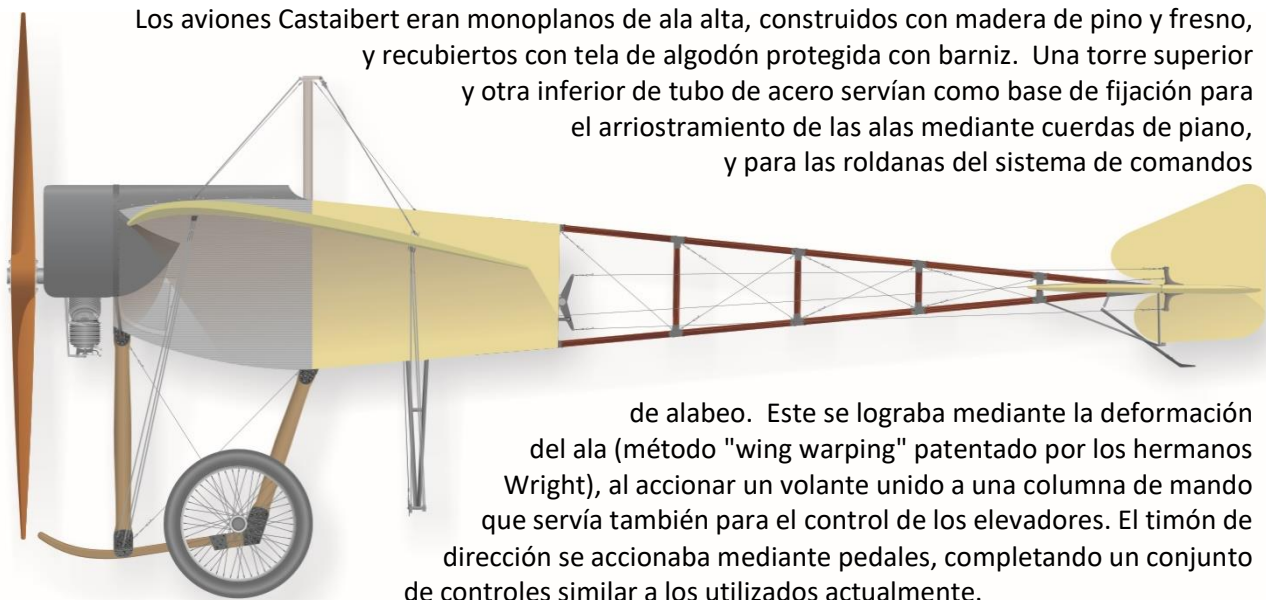 Los aviones Castaibert eran monoplanos de ala alta, construidos con madera de pino y fresno,
y recubiertos con tela de algodón protegida con barniz.  Una torre superior
y otra inferior de tubo de acero servían como base de fijación para
el arriostramiento de las alas mediante cuerdas de piano,
y para las roldanas del sistema de comandos
de alabeo.  Este se lograba mediante la deformación
del ala (método "wing warping" patentado por los hermanos
Wright), al accionar un volante unido a una columna de mando
que servía también para el control de los elevadores. El timón de
dirección se accionaba mediante pedales, completando un conjunto
de controles similar a los utilizados actualmente.